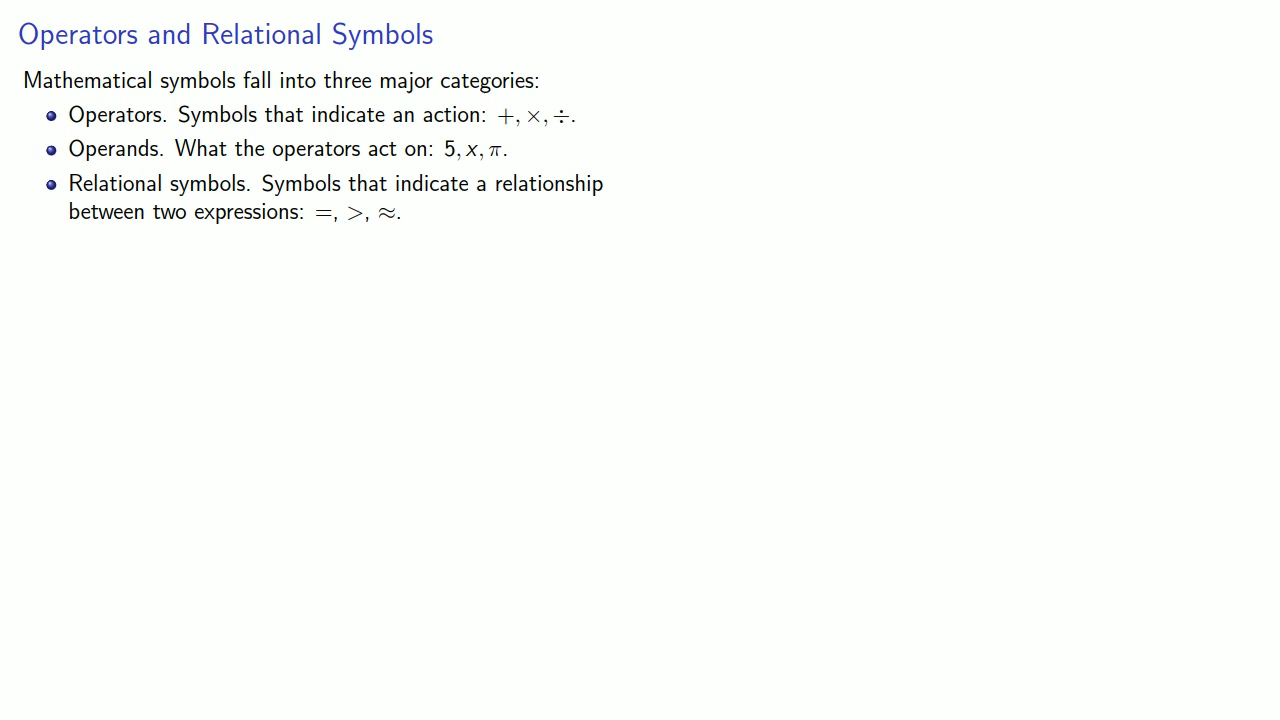 Operators and Relational Symbols
Mathematical symbols fall into three major categories:
Operators. Symbols that indicate an action: +, ×, ÷.
Operands. What the operators act on: 5, x, π.
Relational symbols. Symbols that indicate a relationship
between two expressions: =, >, ≈.